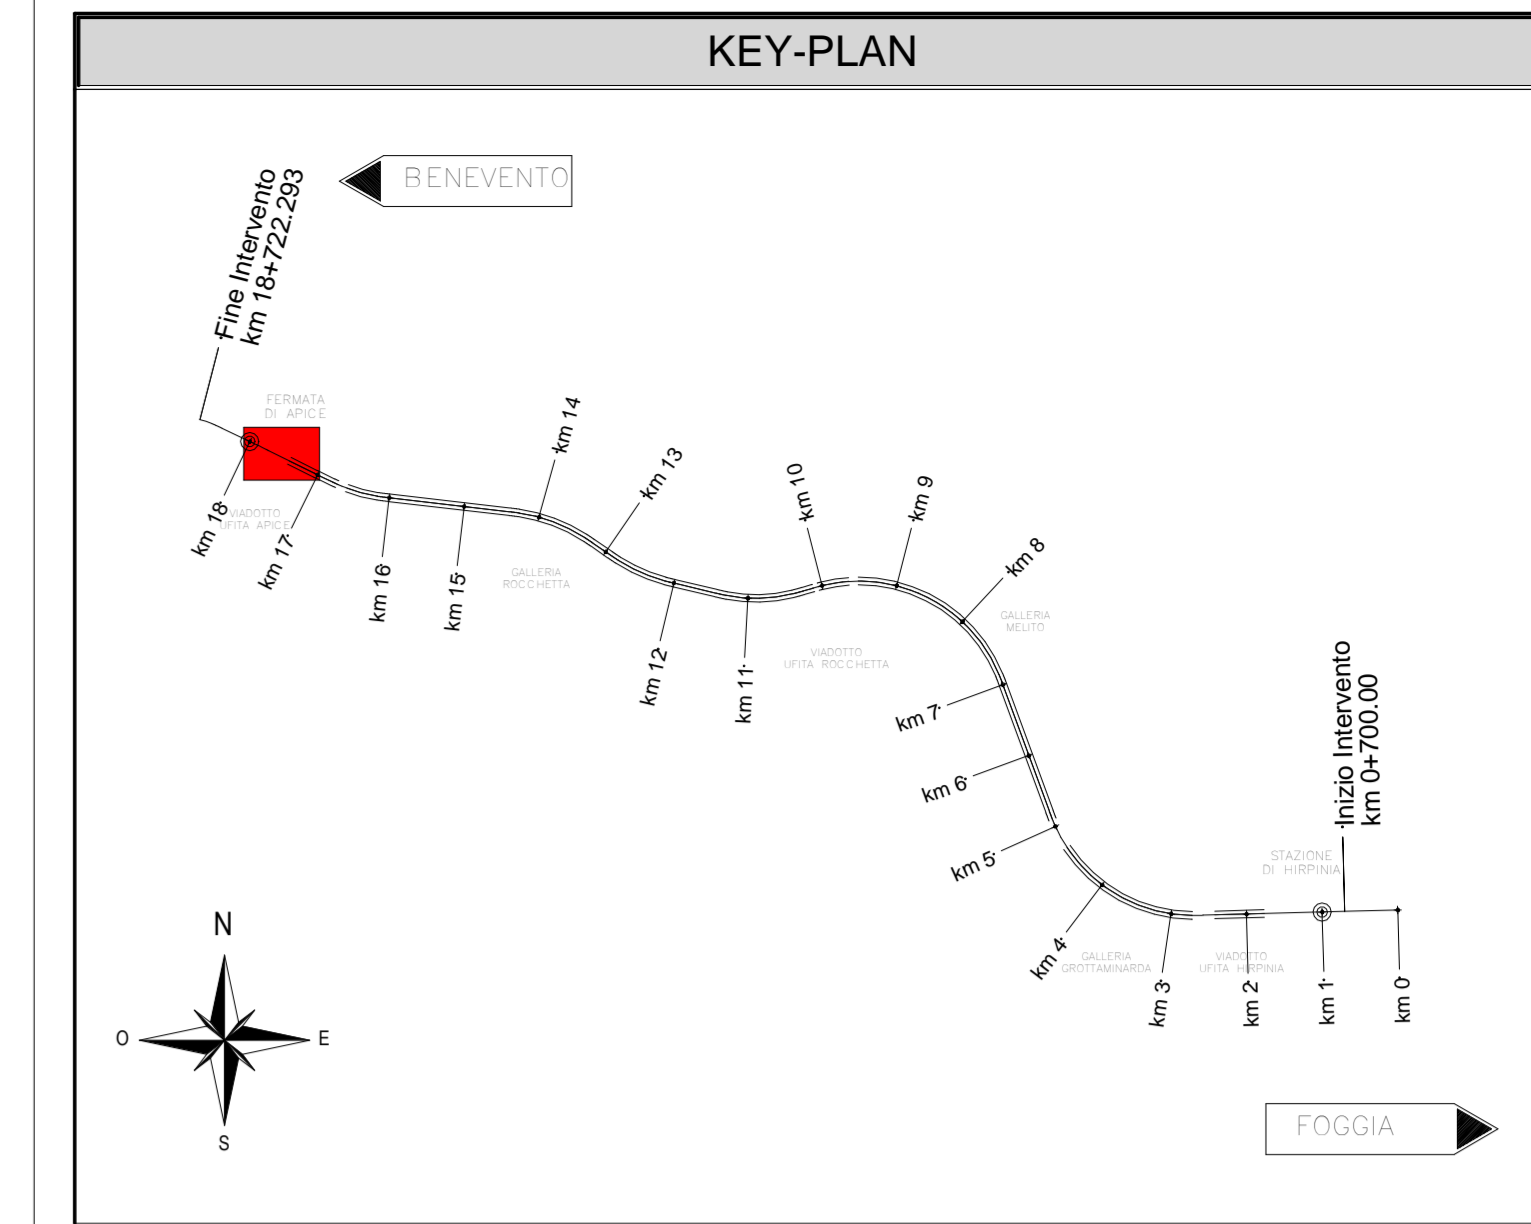 KEY-PLAN
BENEVENTO
Fine Intervento
km 18+722.293
FERMATA
DI APICE
km 18
VIADOTTO
UFITA APICE
km 17
km 16
km 15
km 14
GALLERIA
ROCCHETTA
km 13
km 12
km 11
km 10
VIADOTTO
UFITA ROCCHETTA
km 9
km 8
GALLERIA
MELITO
km 7
km 6
km 5
Inizio Intervento
km 0+700.00
STAZIONE
DI HIRPINIA
km 4
GALLERIA
GROTTAMINARDA
km 3
VIADOTTO
UFITA HIRPINIA
km 2
km 1
km 0
N
O
E
S
FOGGIA